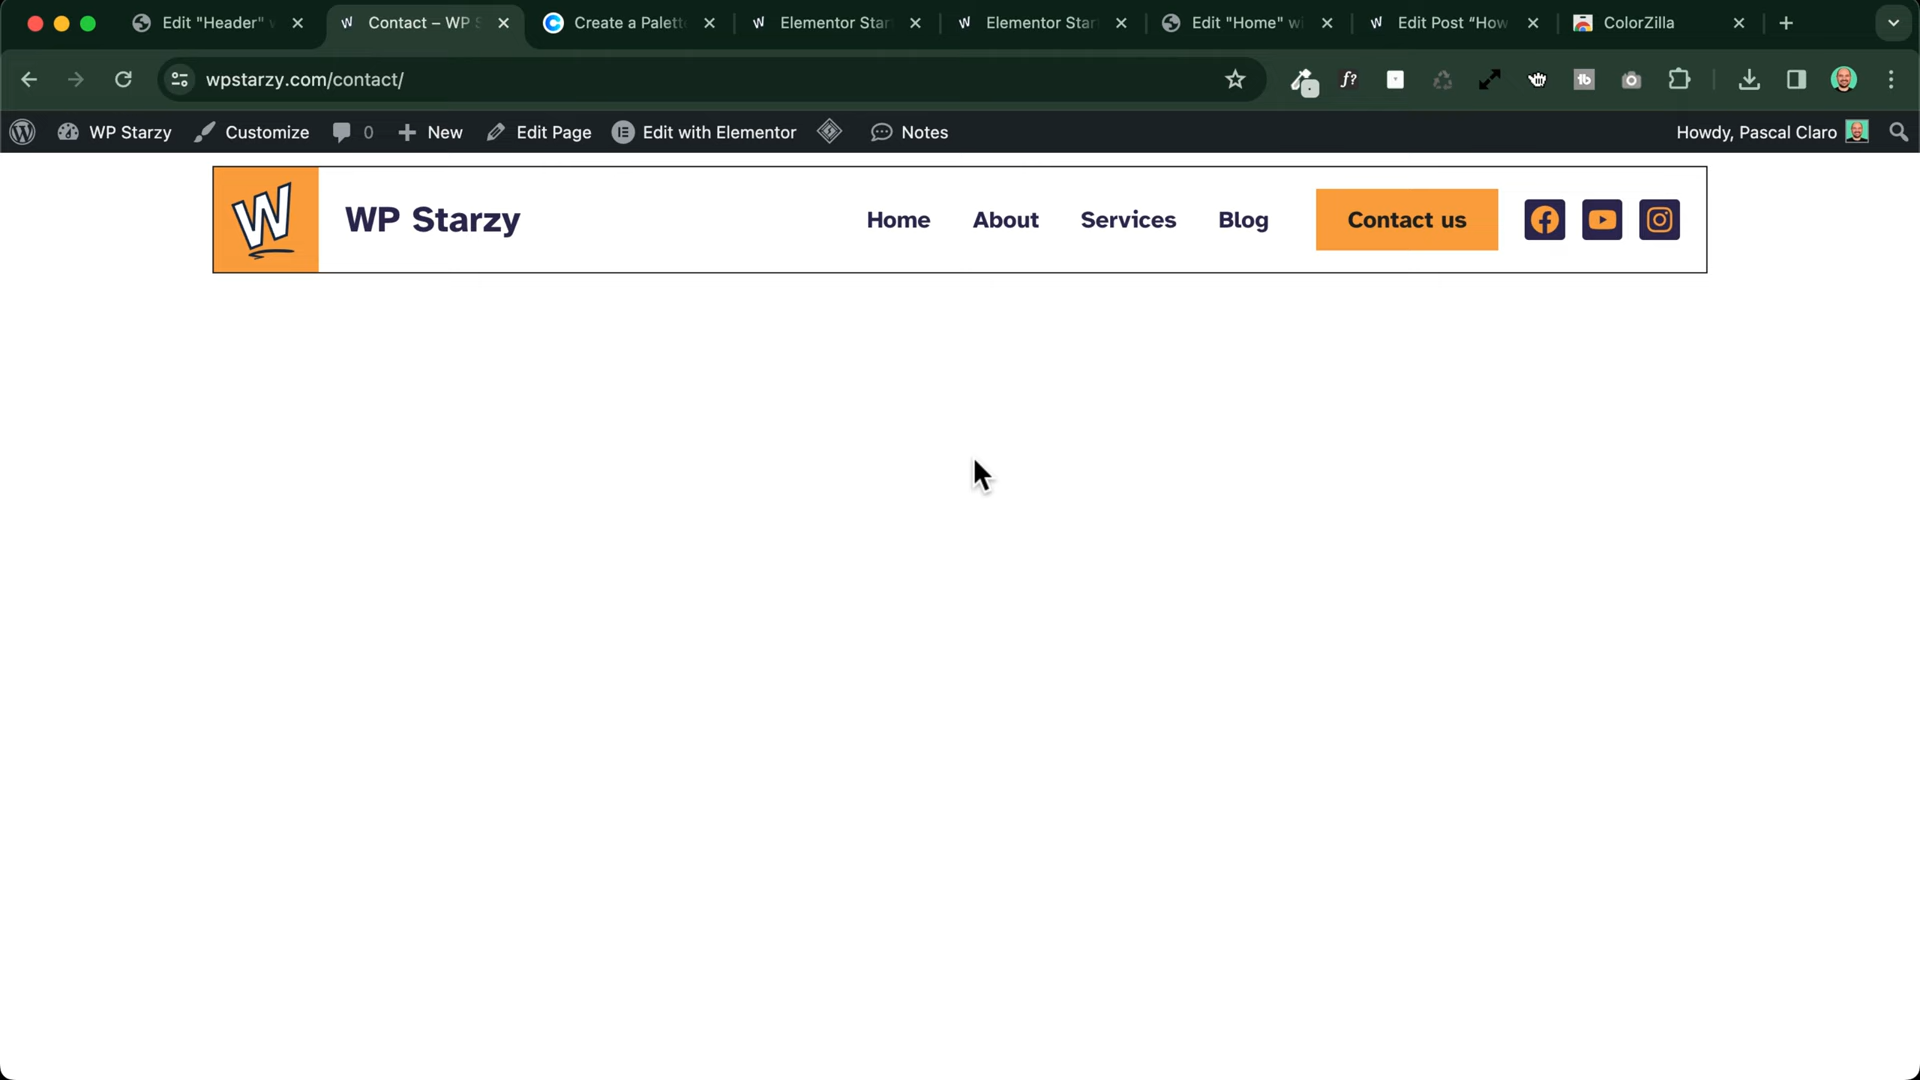 Edit "Header" w
Contact – WP S
Create a Palett
Elementor Star
Elementor Star
Edit "Home" wi
Edit Post “How
ColorZilla
wpstarzy.com/contact/
f?
tb
WP Starzy
Customize
0
New
Edit Page
Edit with Elementor
Notes
Howdy, Pascal Claro
W
WP Starzy
Home
About
Services
Blog
Contact us